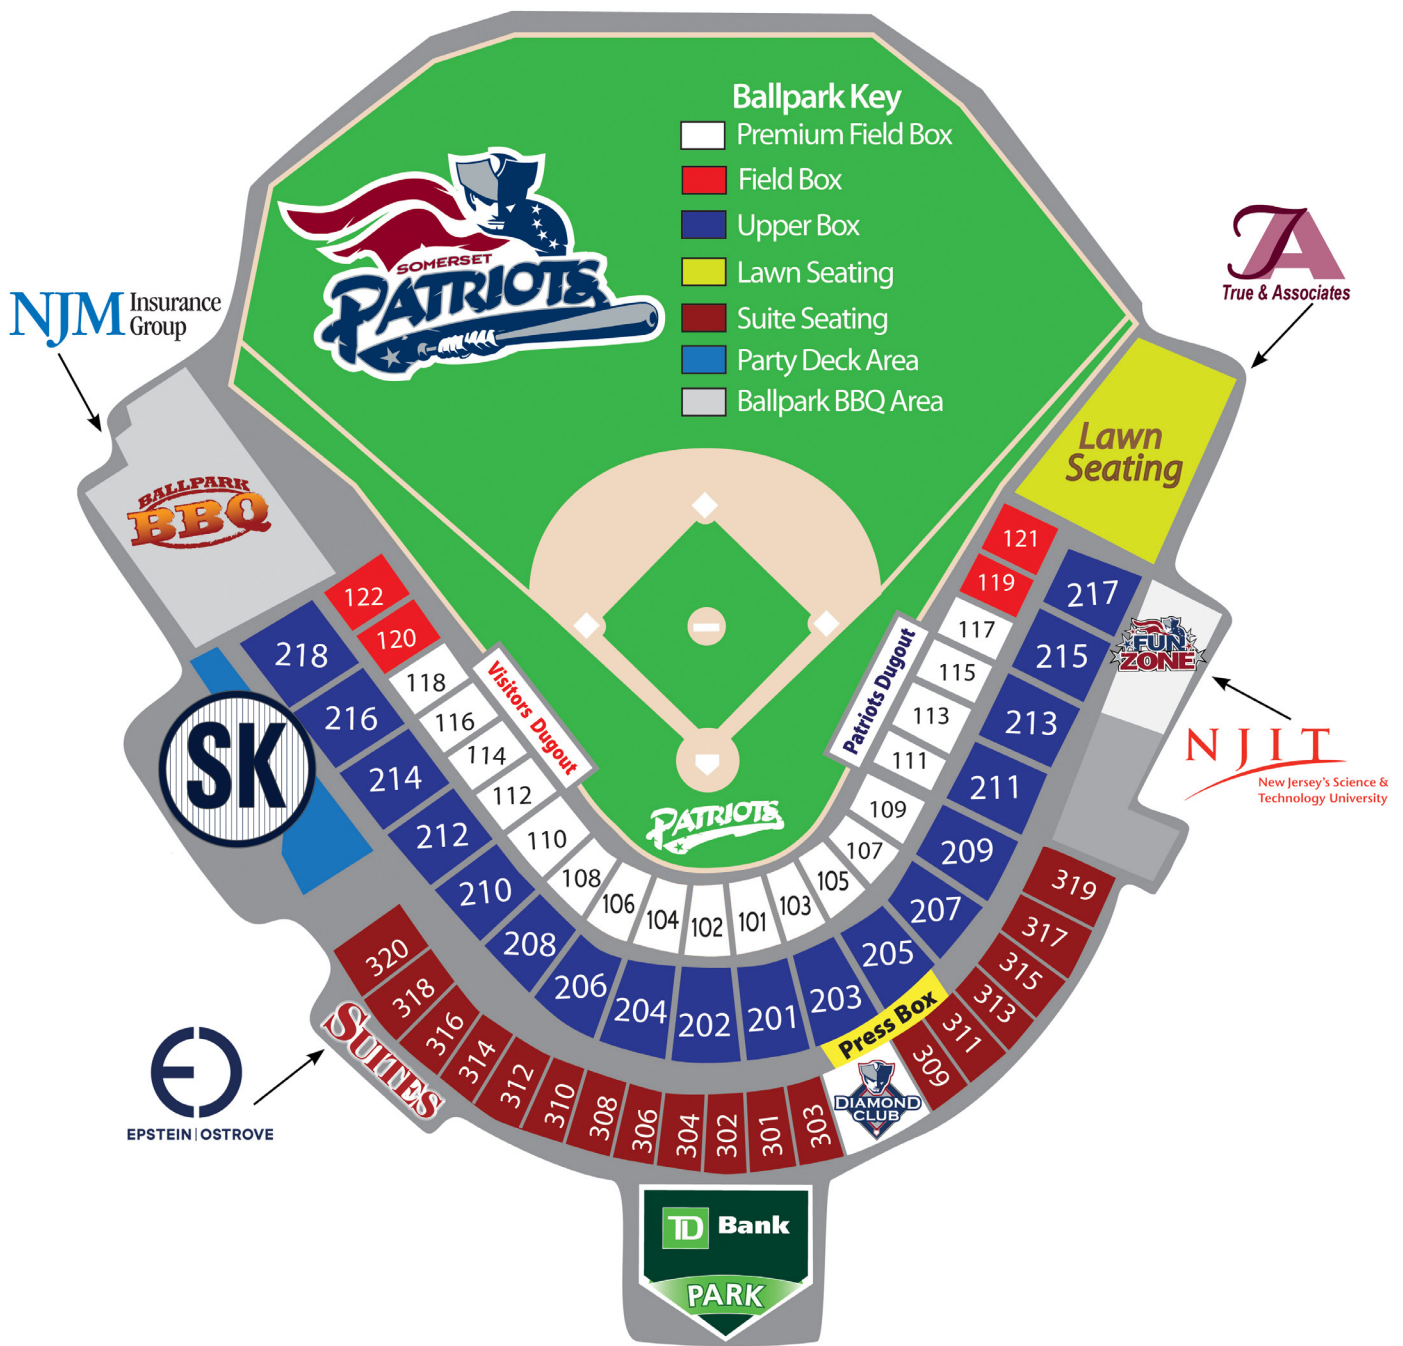 Ballpark Key
Premium Field Box
Field Box
Upper Box
Lawn Seating
Suite Seating
Party Deck Area
Ballpark BBQ Area
SOMERSET
PATRIOTS
NJM Insurance
Group
True & Associates
TA
Lawn
Seating
BALLPARK
BBQ
121
119
117
115
113
111
109
107
105
103
101
102
104
106
108
110
112
114
116
118
120
122
Visitors Dugout
Patriots Dugout
PATRIOTS
218
216
214
212
210
208
206
204
202
201
203
205
207
209
211
213
215
217
FUN
ZONE
NJIT
New Jersey's Science &
Technology University
SK
Press Box
DIAMOND
CLUB
320
318
316
314
312
310
308
306
304
302
301
303
309
311
313
315
317
319
SUITES
EPSTEIN | OSTROVE
TD Bank
PARK